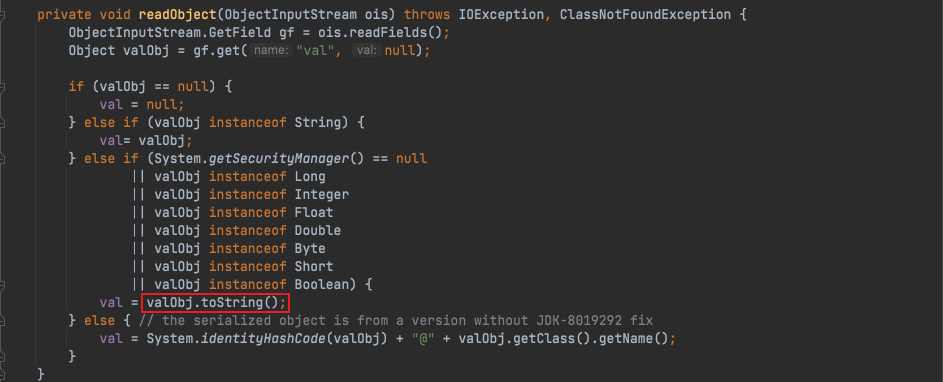 private void readObject(ObjectInputStream ois) throws IOException, ClassNotFoundException {
    ObjectInputStream.GetField gf = ois.readFields();
    Object valObj = gf.get( name: "val", val: null);

    if (valObj == null) {
        val = null;
    } else if (valObj instanceof String) {
        val= valObj;
    } else if (System.getSecurityManager() == null
            || valObj instanceof Long
            || valObj instanceof Integer
            || valObj instanceof Float
            || valObj instanceof Double
            || valObj instanceof Byte
            || valObj instanceof Short
            || valObj instanceof Boolean) {
        val = valObj.toString();
    } else { // the serialized object is from a version without JDK-8019292 fix
        val = System.identityHashCode(valObj) + "@" + valObj.getClass().getName();
    }
}